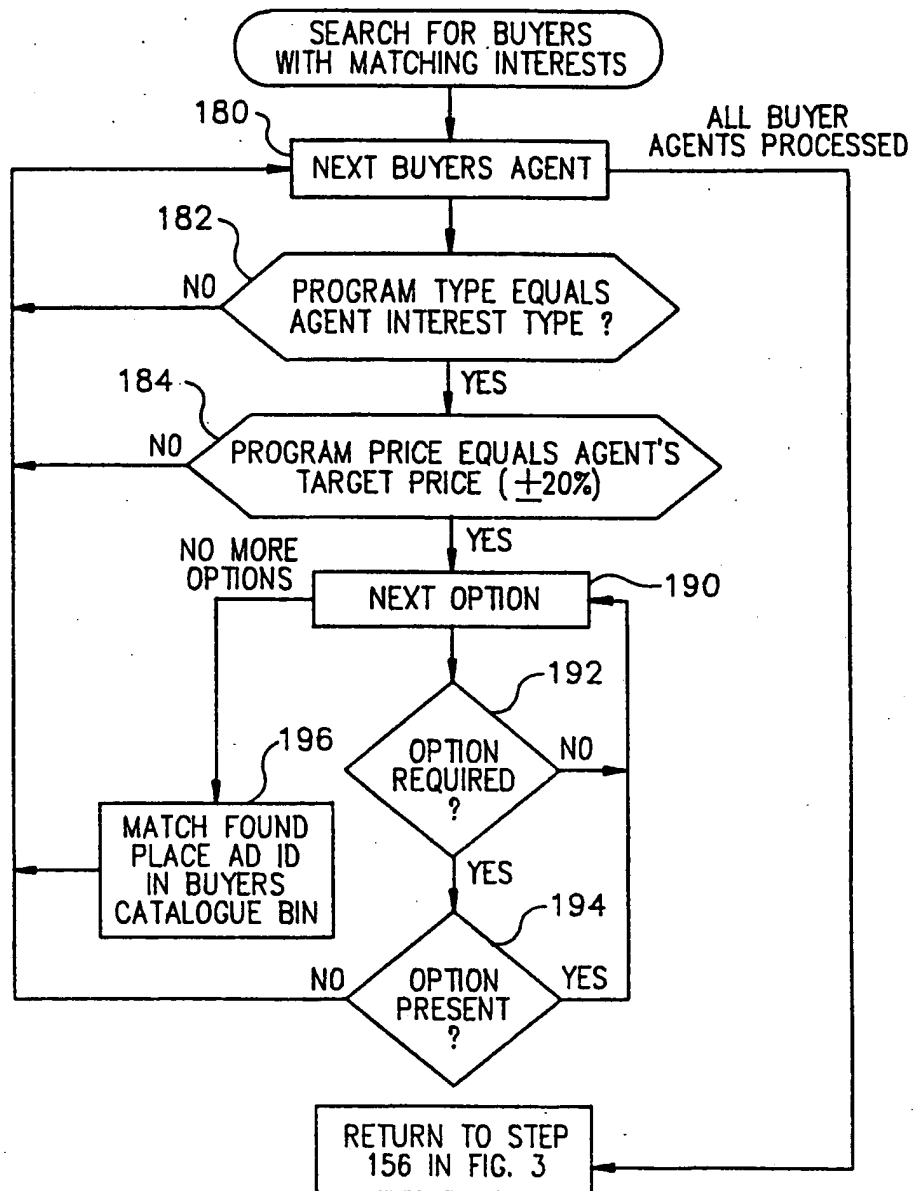 SEARCH FOR BUYERS
WITH MATCHING INTERESTS
180
ALL BUYER
AGENTS PROCESSED
NEXT BUYERS AGENT
182
NO
PROGRAM TYPE EQUALS
AGENT INTEREST TYPE ?
YES
184
NO
PROGRAM PRICE EQUALS AGENT'S
TARGET PRICE (±20%)
YES
NO MORE
OPTIONS
NEXT OPTION
190
192
OPTION
REQUIRED
?
NO
196
MATCH FOUND
PLACE AD ID
IN BUYERS
CATALOGUE BIN
YES
194
NO
OPTION
PRESENT
?
YES
RETURN TO STEP
156 IN FIG. 3